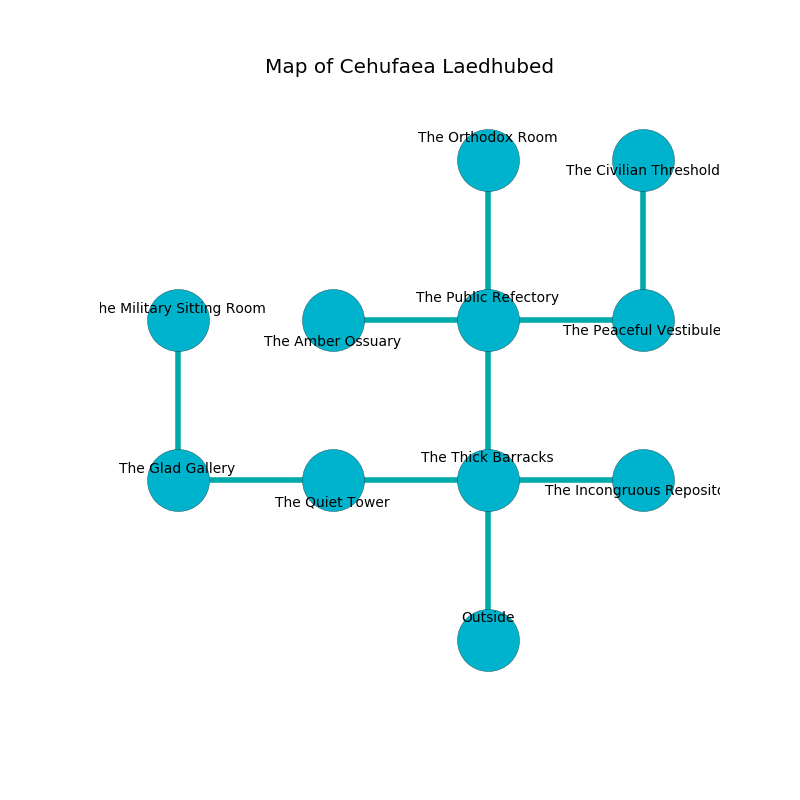 Map of Cehufaea Laedhubed
The Orthodox Room
The Civilian Threshold
The Public Refectory
he Military Sitting Room
The Peaceful Vestibule
The Amber Ossuary
The Thick Barracks
The Glad Gallery
The Incongruous Reposito
The Quiet Tower
Outside